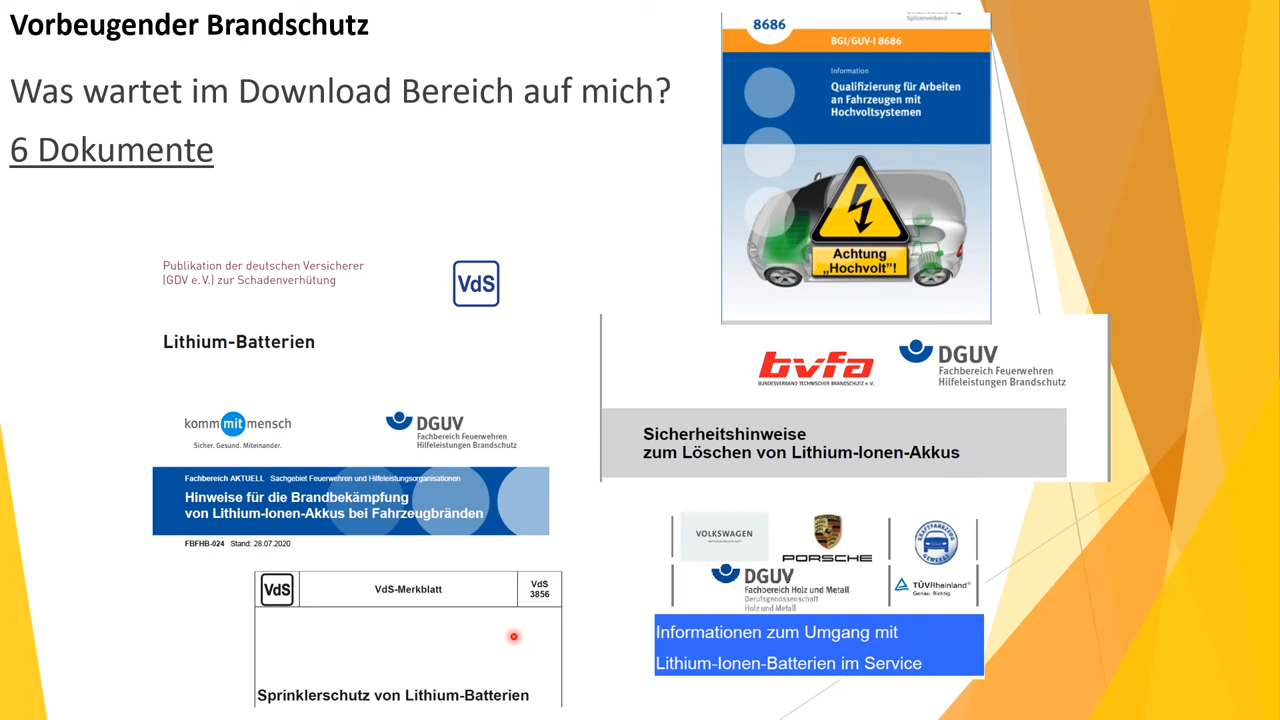 Vorbeugender Brandschutz
Was wartet im Download Bereich auf mich?
6 Dokumente
Spitzenverband
8686
BGI/GUV-I 8686
Information
Qualifizierung für Arbeiten
an Fahrzeugen mit
Hochvoltsystemen
Achtung
„Hochvolt"!
Publikation der deutschen Versicherer
(GDV e. V.) zur Schadenverhütung
VdS
Lithium-Batterien
bvfa
BUNDESVERBAND TECHNISCHER BRANDSCHUTZ e. V.
DGUV
Fachbereich Feuerwehren
Hilfeleistungen Brandschutz
Sicherheitshinweise
zum Löschen von Lithium-Ionen-Akkus
kommmitmensch
Sicher. Gesund. Miteinander.
DGUV
Fachbereich Feuerwehren
Hilfeleistungen Brandschutz
Fachbereich AKTUELL Sachgebiet Feuerwehren und Hilfeleistungsorganisationen
Hinweise für die Brandbekämpfung
von Lithium-Ionen-Akkus bei Fahrzeugbränden
FBFHB-024 Stand: 28.07.2020
VdS
VdS-Merkblatt
VdS
3856
Sprinklerschutz von Lithium-Batterien
VOLKSWAGEN
PORSCHE
KRAFTFAHRZEUG
GEWERBE
DGUV
Fachbereich Holz und Metall
Berufsgenossenschaft
Holz und Metall
TÜVRheinland®
Genau. Richtig.
Informationen zum Umgang mit
Lithium-Ionen-Batterien im Service